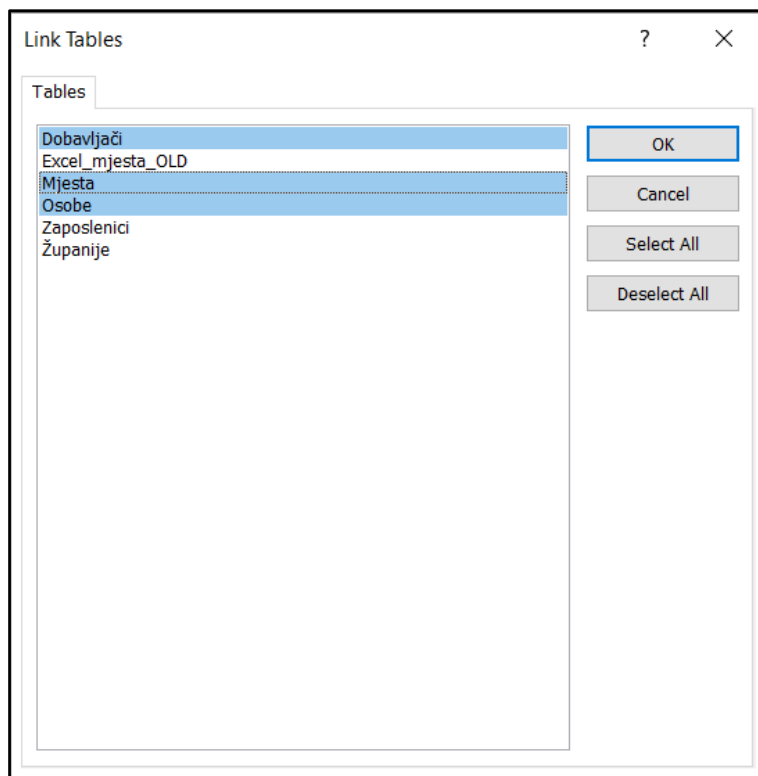 Link Tables
Tables
Dobavljači
Excel_mjesta_OLD
Mjesta
Osobe
Zaposlenici
Županije
OK
Cancel
Select All
Deselect All